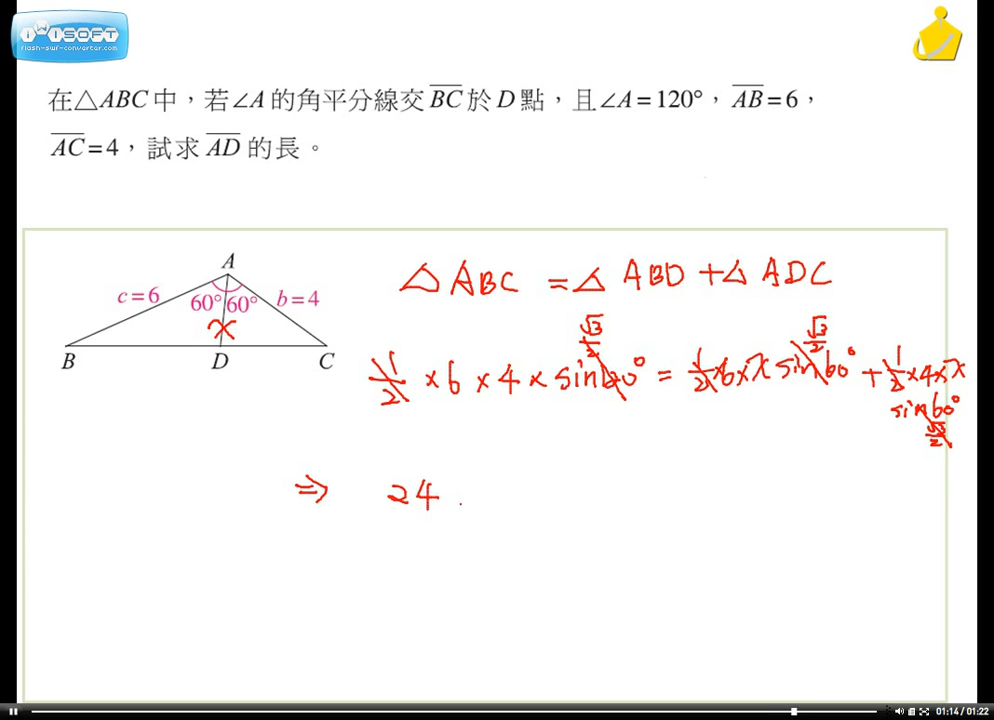 iWiSOFT
flash-swf-converter.com
在△ABC中，若∠A的角平分線交BC於D點，且∠A=120°，AB=6，
AC=4，試求AD的長。
A
c=6
60°
60°
b=4
x
B
D
C
△ABC = △ABD + △ADC
√3/2
√3/2
1/2 × 6 × 4 × sin120° = 1/2 × 6 × x sin60° + 1/2 × 4 × x
sin60°
√3/2
⇒ 24
01:14 / 01:22